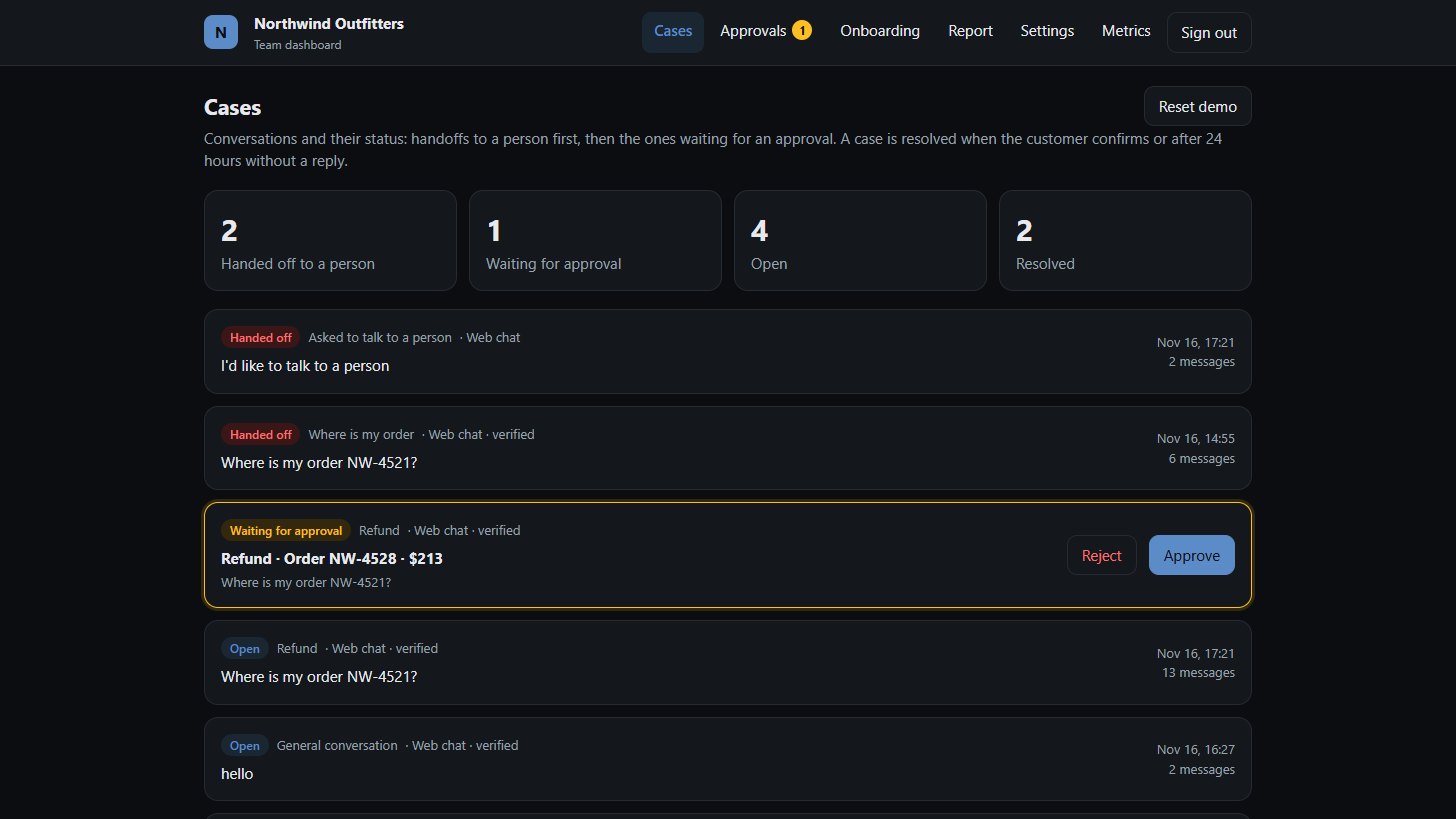 N
Northwind Outfitters
Team dashboard
Cases
Approvals 1
Onboarding
Report
Settings
Metrics
Sign out
Cases
Reset demo
Conversations and their status: handoffs to a person first, then the ones waiting for an approval. A case is resolved when the customer confirms or after 24
hours without a reply.
2
Handed off to a person
1
Waiting for approval
4
Open
2
Resolved
Handed off Asked to talk to a person · Web chat
I'd like to talk to a person
Nov 16, 17:21
2 messages
Handed off Where is my order · Web chat · verified
Where is my order NW-4521?
Nov 16, 14:55
6 messages
Waiting for approval Refund · Web chat · verified
Refund · Order NW-4528 · $213
Where is my order NW-4521?
Reject
Approve
Open Refund · Web chat · verified
Where is my order NW-4521?
Nov 16, 17:21
13 messages
Open General conversation · Web chat · verified
hello
Nov 16, 16:27
2 messages